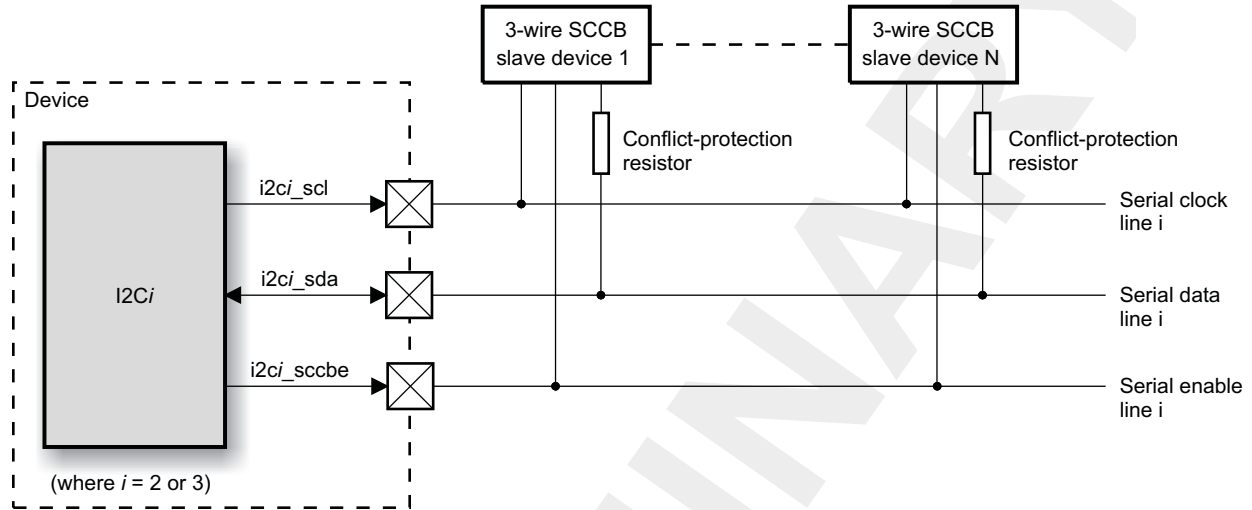 3-wire SCCB
slave device 1
3-wire SCCB
slave device N
Device
Conflict-protection
resistor
Conflict-protection
resistor
i2ci_scl
Serial clock
line i
I2Ci
i2ci_sda
Serial data
line i
i2ci_sccbe
Serial enable
line i
(where i = 2 or 3)
INARY